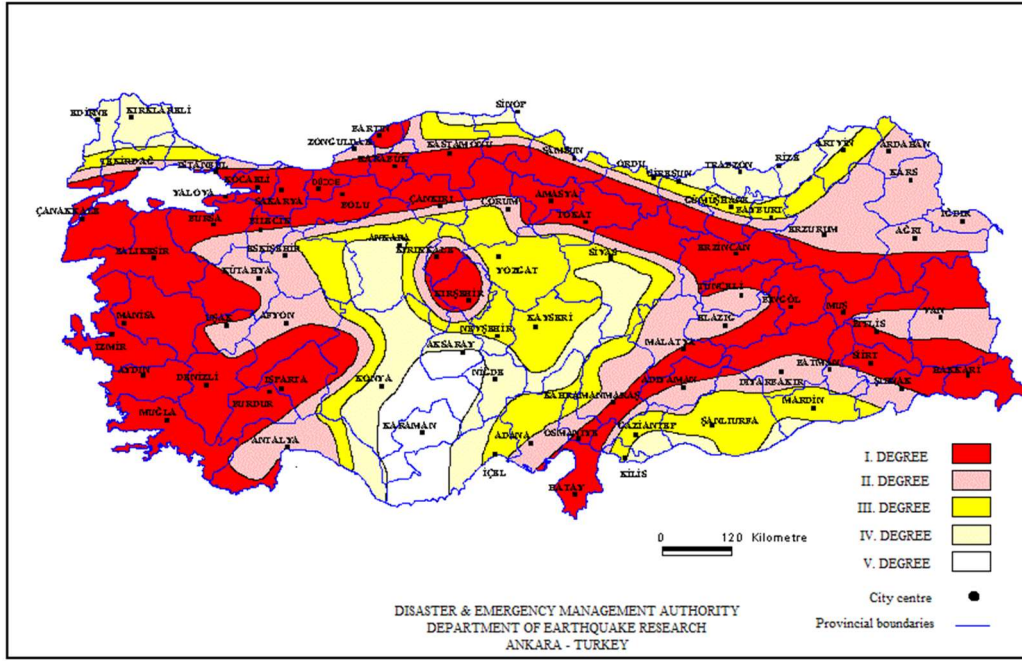 SİNOP
EDİRNE KIRKLARELİ
BARTIN
ZONGULDAK
KASTAMONU
KARABÜK
SAMSUN
ARTVİN
ARDAHAN
TEKİRDAĞ
İSTANBUL
ORDU
TRABZON
RİZE
GİRESUN
KARS
KOCAELİ
DÜZCE
YALOVA
SAKARYA
BOLU
ÇANKIRI
ÇORUM
AMASYA
TOKAT
GÜMÜŞHANE
BAYBURT
ÇANAKKALE
BURSA
BİLECİK
ERZURUM
IĞDIR
AĞRI
ANKARA
KIRIKKALE
SİVAS
ERZİNCAN
BALIKESİR
ESKİŞEHİR
KÜTAHYA
YOZGAT
KIRŞEHİR
TUNCELİ
BİNGÖL
MUŞ
VAN
MANİSA
UŞAK
AFYON
NEVŞEHİR
KAYSERİ
ELAZIG
BİTLİS
İZMİR
AKSARAY
MALATYA
BATMAN
SİİRT
AYDIN
DENİZLİ
ISPARTA
KONYA
NİĞDE
ADIYAMAN
DİYARBAKIR
ŞIRNAK
HAKKARİ
BURDUR
KAHRAMANMARAŞ
MARDİN
MUĞLA
KARAMAN
GAZİANTEP
ŞANLIURFA
ANTALYA
ADANA
OSMANİYE
İÇEL
KİLİS
HATAY
I. DEGREE
II. DEGREE
III. DEGREE
IV. DEGREE
V. DEGREE
0 120 Kilometre
City centre
Provincial boundaries
DISASTER & EMERGENCY MANAGEMENT AUTHORITY
DEPARTMENT OF EARTHQUAKE RESEARCH
ANKARA - TURKEY